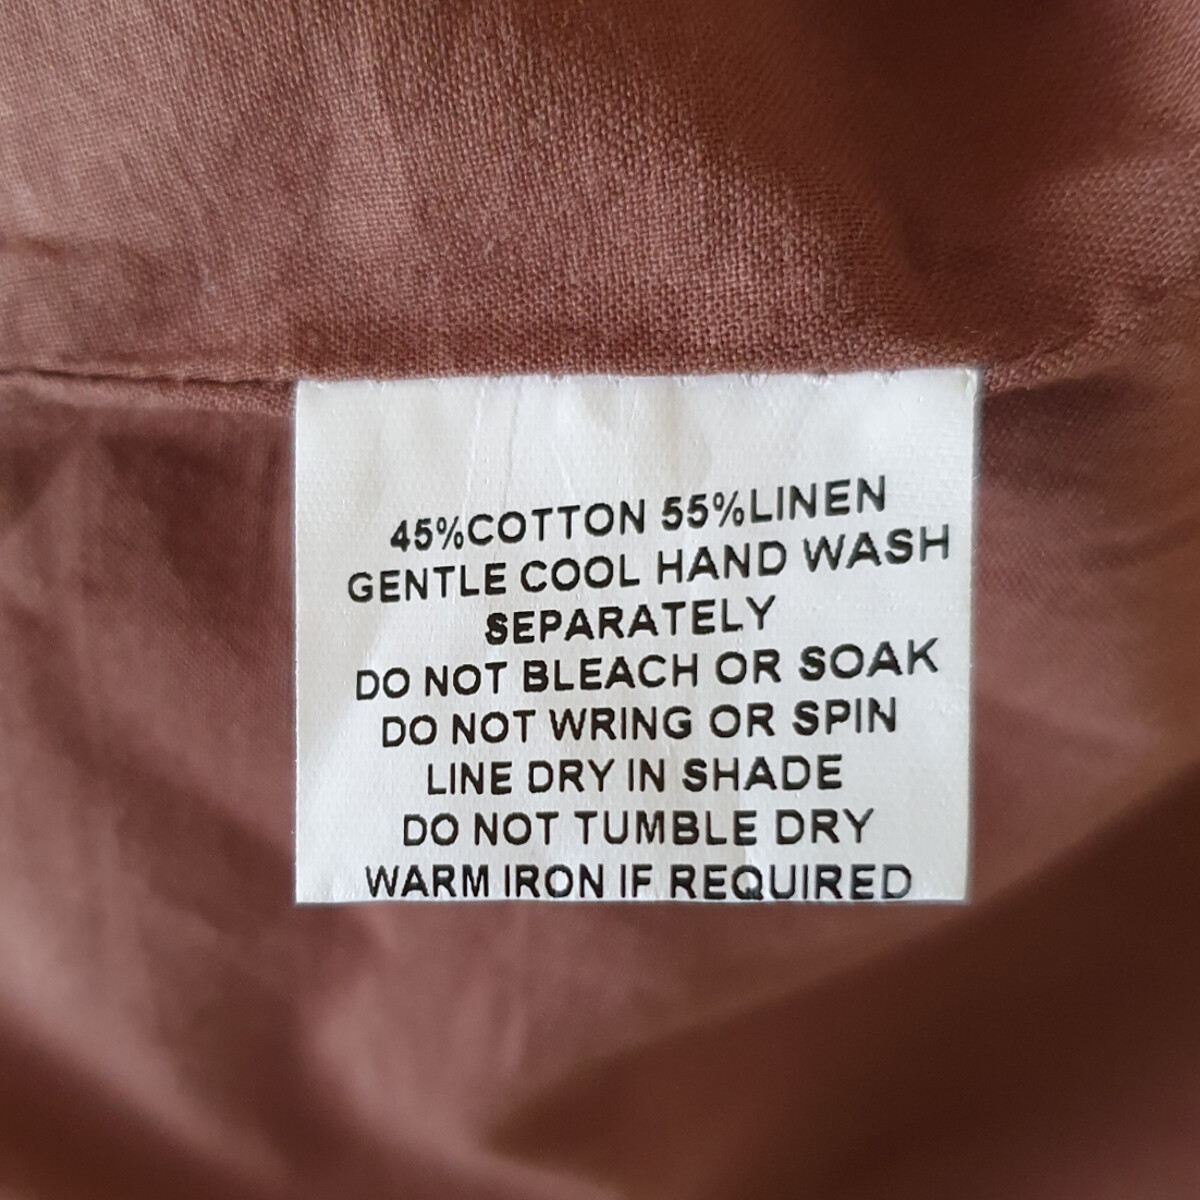 45%COTTON 55%LINEN
GENTLE COOL HAND WASH
SEPARATELY
DO NOT BLEACH OR SOAK
DO NOT WRING OR SPIN
LINE DRY IN SHADE
DO NOT TUMBLE DRY
WARM IRON IF REQUIRED